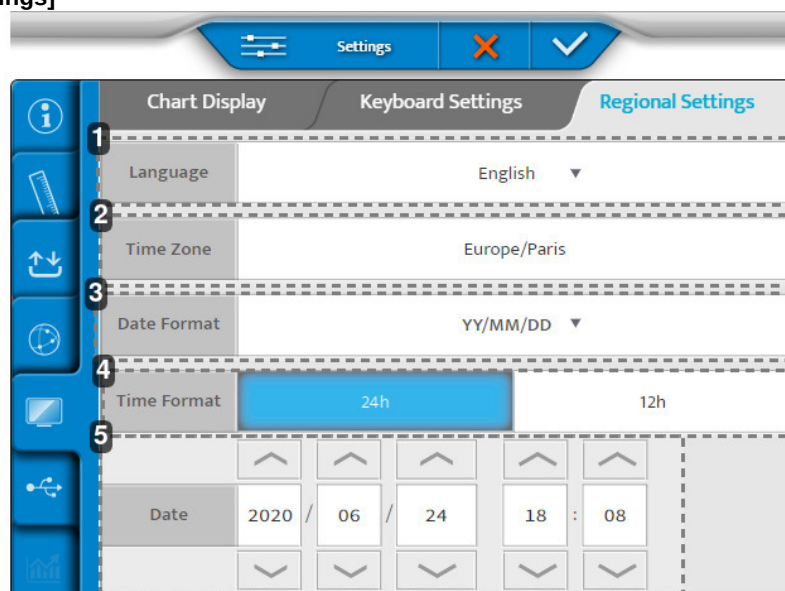 ings]
Settings
Chart Display Keyboard Settings Regional Settings
1
Language English
2
Time Zone Europe/Paris
3
Date Format YY/MM/DD
4
Time Format 24h 12h
5
Date 2020 / 06 / 24 18 : 08